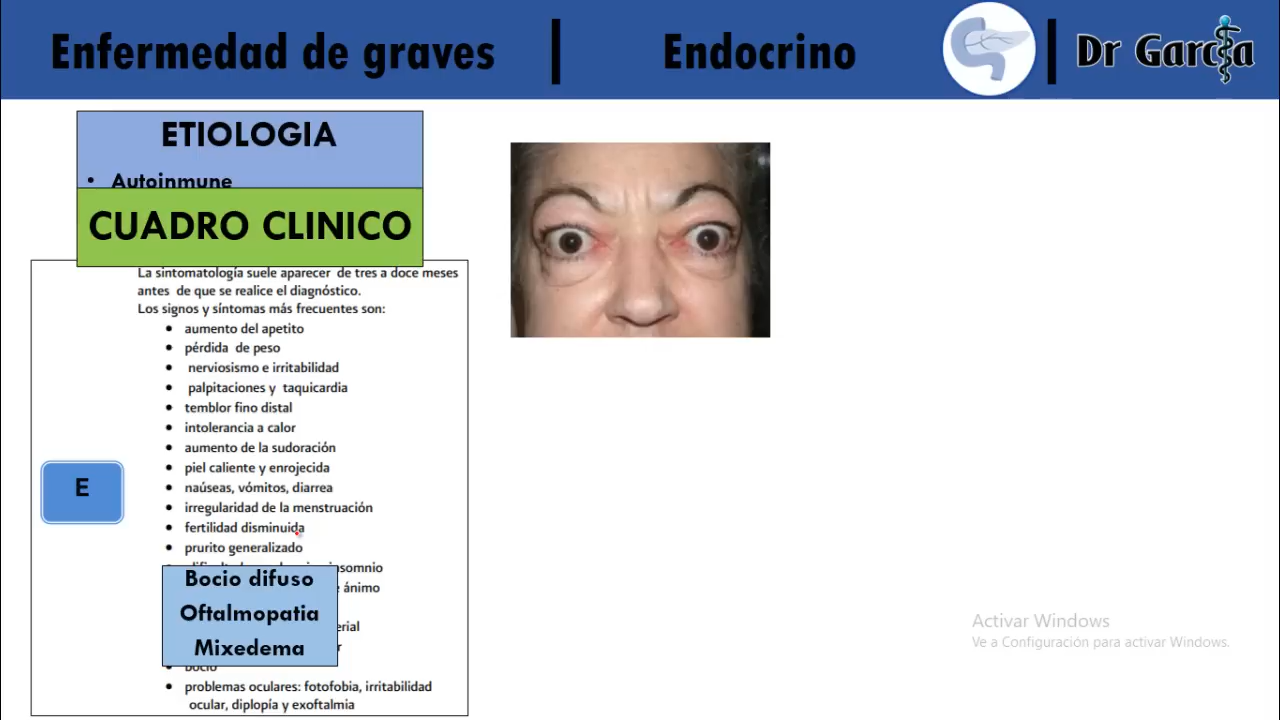 Enfermedad de graves
Endocrino
Dr García
ETIOLOGIA
• Autoinmune
CUADRO CLINICO
La sintomatología suele aparecer de tres a doce meses
antes de que se realice el diagnóstico.
Los signos y síntomas más frecuentes son:
• aumento del apetito
• pérdida de peso
• nerviosismo e irritabilidad
• palpitaciones y taquicardia
• temblor fino distal
• intolerancia a calor
• aumento de la sudoración
• piel caliente y enrojecida
• naúseas, vómitos, diarrea
• irregularidad de la menstruación
• fertilidad disminuida
• prurito generalizado
insomnio
ánimo
Bocio difuso
Oftalmopatia
Mixedema
• bocio
• problemas oculares: fotofobia, irritabilidad
ocular, diplopía y exoftalmia
E
Activar Windows
Ve a Configuración para activar Windows.